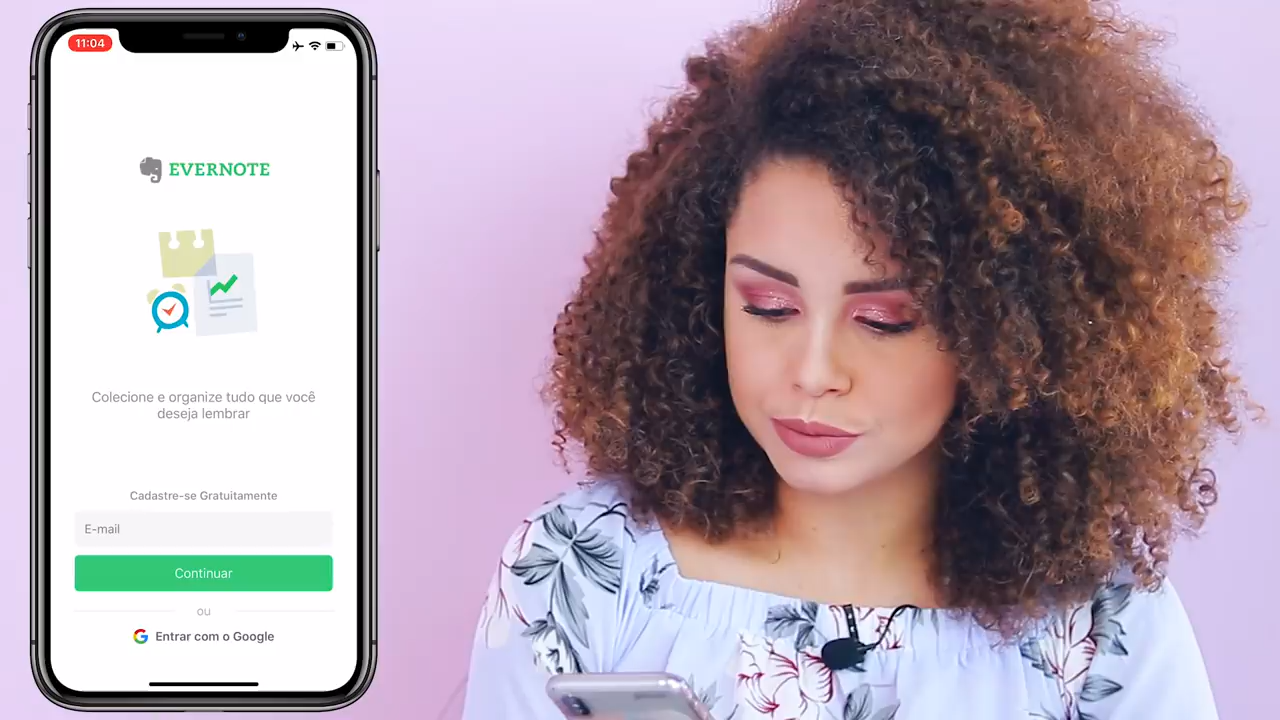 11:04
EVERNOTE
Colecione e organize tudo que você
deseja lembrar
Cadastre-se Gratuitamente
E-mail
Continuar
ou
Entrar com o Google